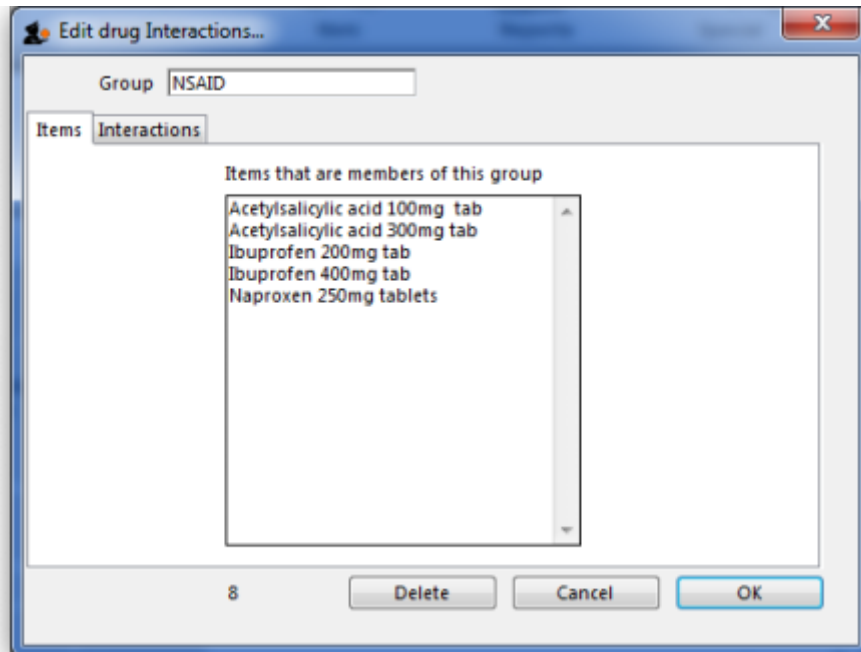 Edit drug Interactions...
Group NSAID
Items Interactions
Items that are members of this group
Acetylsalicylic acid 100mg  tab
Acetylsalicylic acid 300mg tab
Ibuprofen 200mg tab
Ibuprofen 400mg tab
Naproxen 250mg tablets
8 Delete Cancel OK